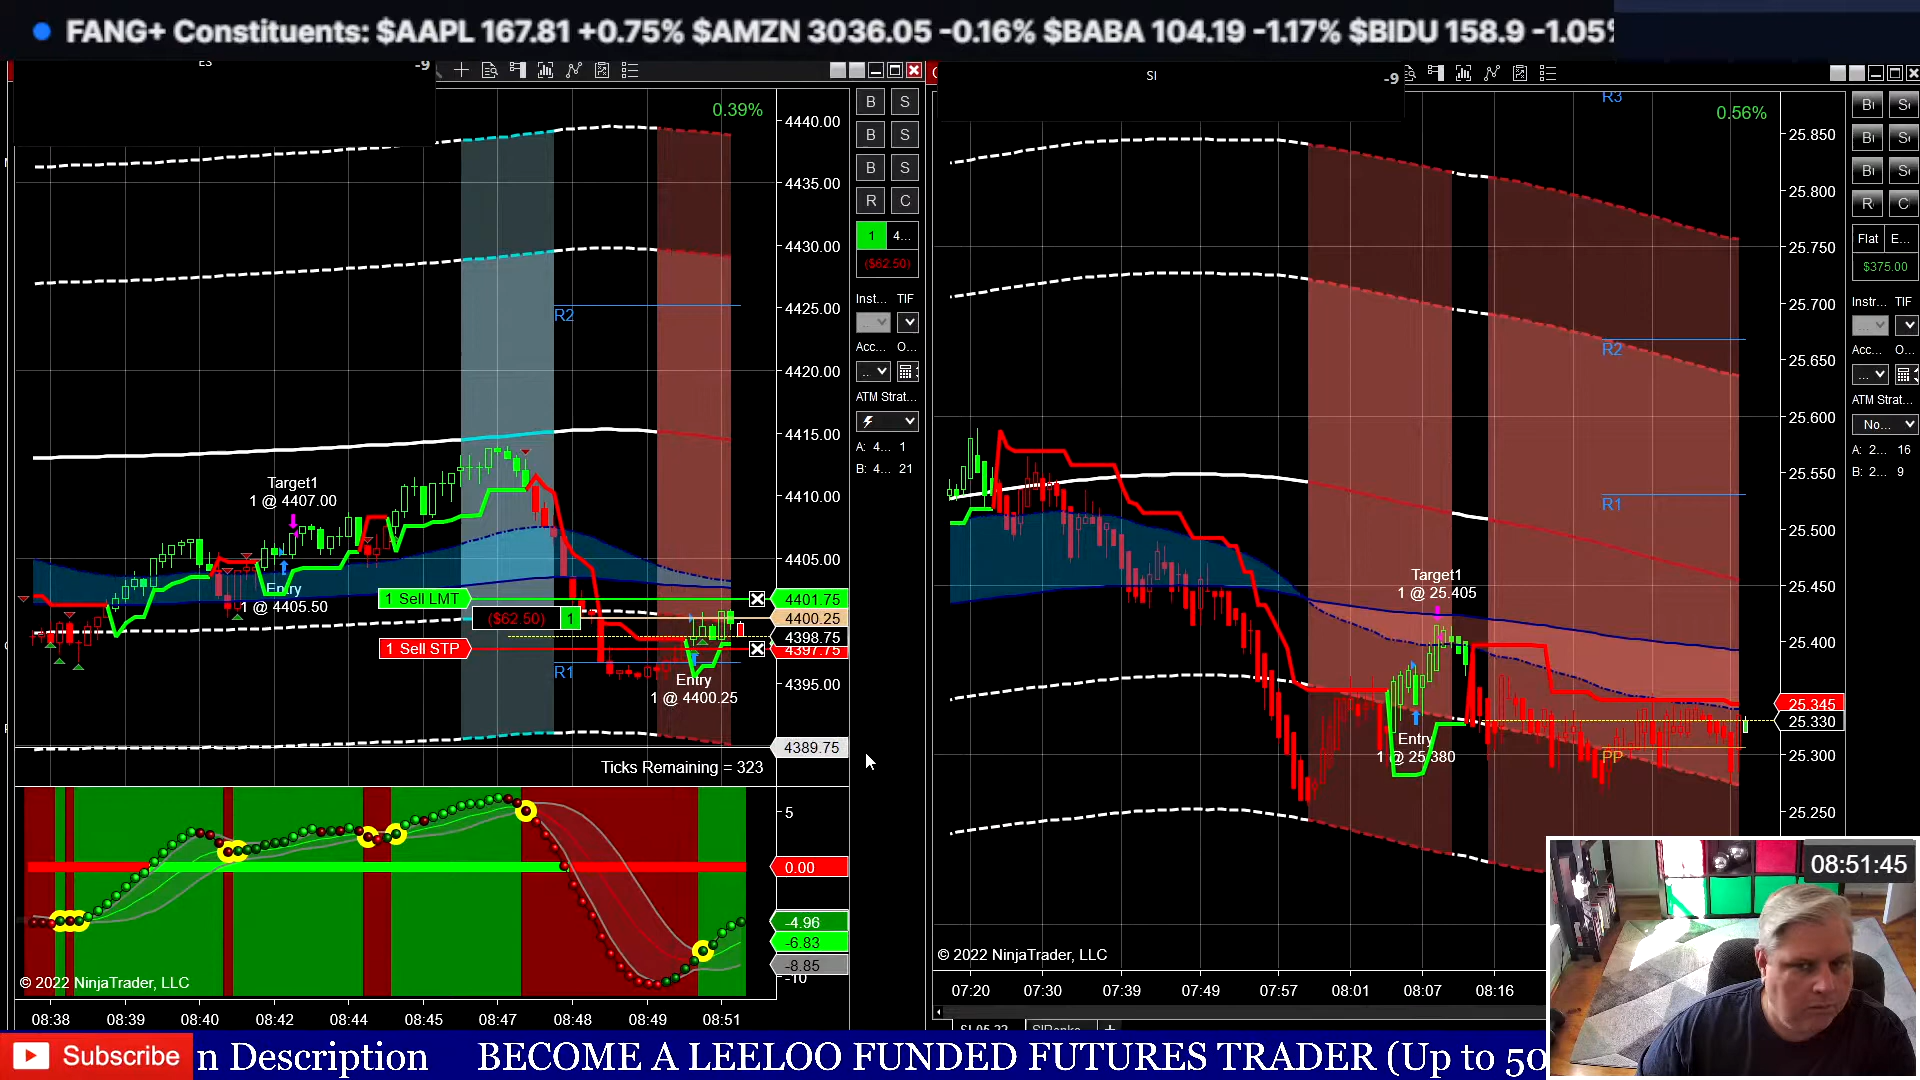 FANG+ Constituents: $AAPL 167.81 +0.75% $AMZN 3036.05 -0.16% $BABA 104.19 -1.17% $BIDU 158.9 -1.05%
ES
-9
0.39%
4440.00
4435.00
4430.00
4425.00
4420.00
4415.00
4410.00
4405.00
4401.75
4400.25
4398.75
4397.75
4395.00
4389.75
R2
R1
Target1
1 @ 4407.00
Entry
1 @ 4405.50
1 Sell LMT
($62.50)
1
1 Sell STP
Entry
1 @ 4400.25
Ticks Remaining = 323
5
0.00
-4.96
-6.83
-8.85
-10
© 2022 NinjaTrader, LLC
08:38
08:39
08:40
08:42
08:44
08:45
08:47
08:48
08:49
08:51
B
S
B
S
B
S
R
C
1
4...
($62.50)
Inst...
TIF
Acc...
O...
ATM Strat...
A: 4... 1
B: 4... 21
SI
-9
0.56%
R3
R2
R1
PP
25.850
25.800
25.750
25.700
25.650
25.600
25.550
25.500
25.450
25.400
25.345
25.330
25.300
25.250
Target1
1 @ 25.405
Entry
1 @ 25.380
© 2022 NinjaTrader, LLC
07:20
07:30
07:39
07:49
07:57
08:01
08:07
08:16
SI 05-22
R
C
Flat
E...
$375.00
Instr...
TIF
Acc...
O...
ATM Strat...
No...
A: 2... 16
B: 2... 9
08:51:45
Subscribe
n Description
BECOME A LEELOO FUNDED FUTURES TRADER (Up to 50